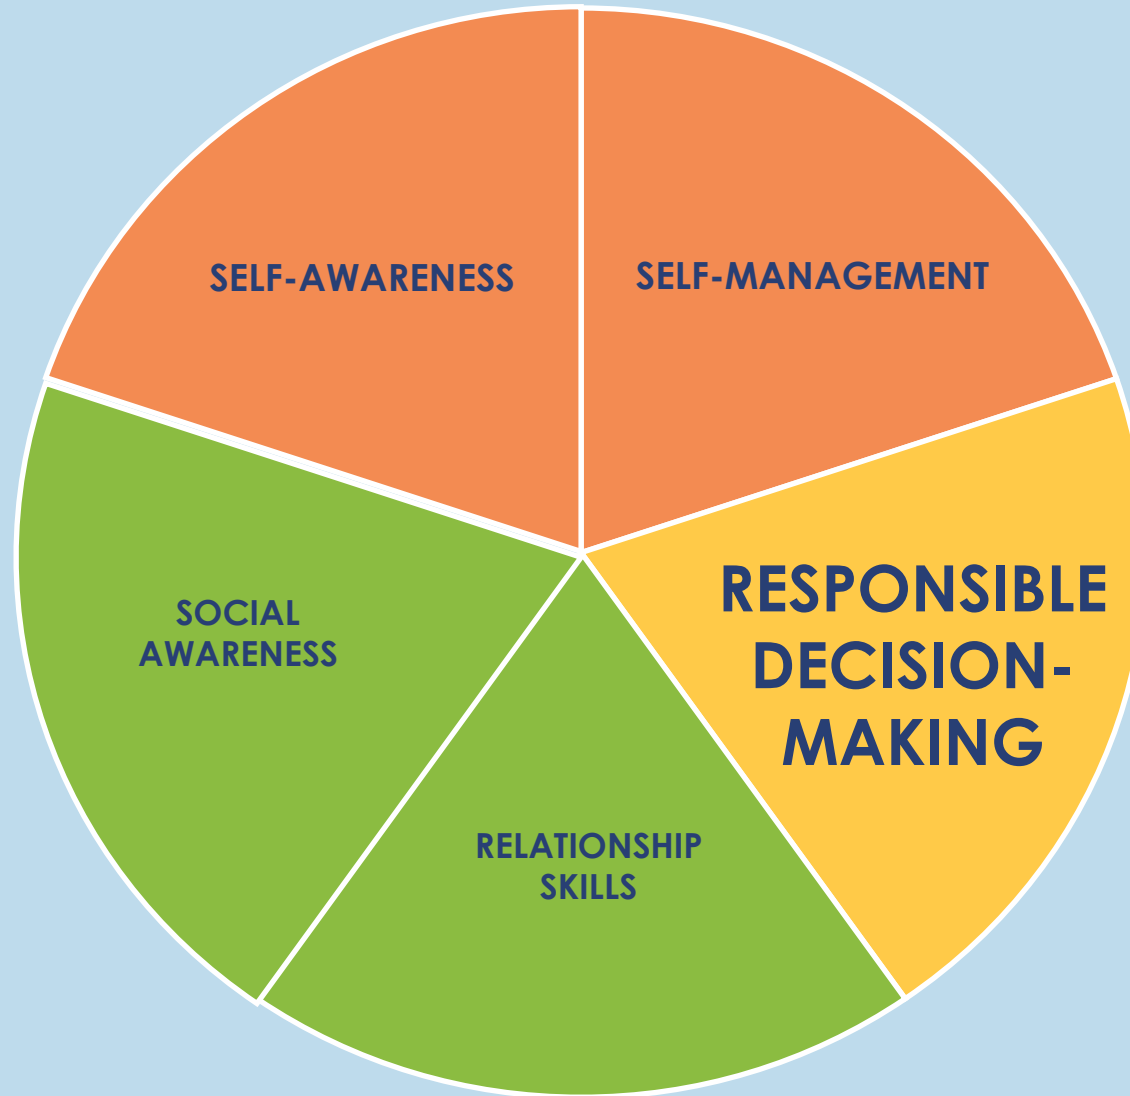 SELF-AWARENESS
SELF-MANAGEMENT
RESPONSIBLE
DECISION-
MAKING
SOCIAL
AWARENESS
RELATIONSHIP
SKILLS